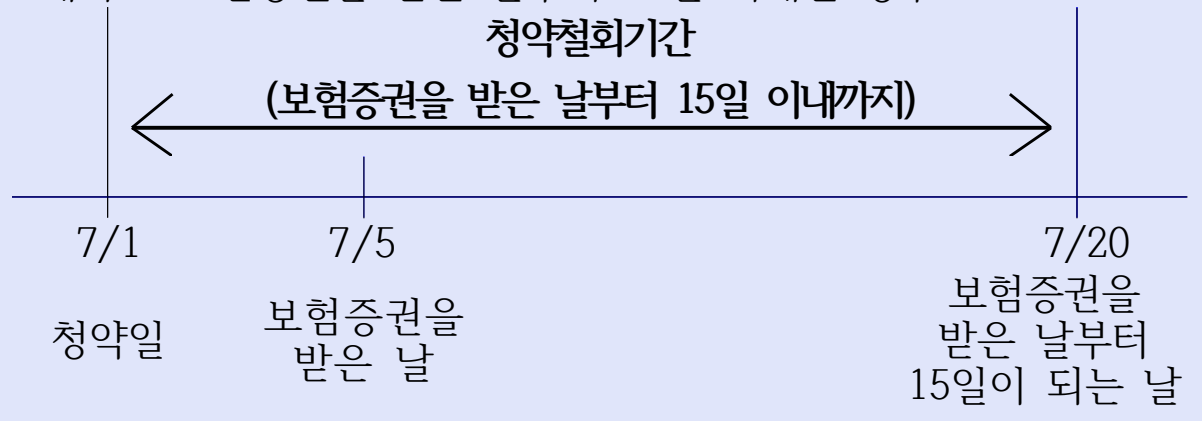 청약철회기간
(보험증권을 받은 날부터 15일 이내까지)
7/1
청약일
7/5
보험증권을
받은 날
7/20
보험증권을
받은 날부터
15일이 되는 날